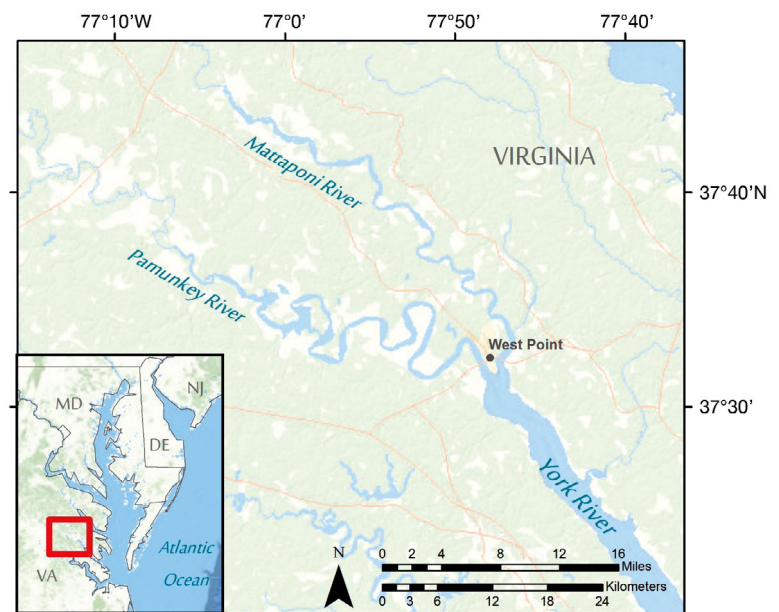 77°10′W
77°0′
77°50′
77°40′
Mattaponi River
VIRGINIA
37°40′N
Pamunkey River
West Point
37°30′
MD
NJ
DE
York River
Atlantic
Ocean
VA
N
0 2 4 8 12 16
Miles
Kilometers
0 3 6 12 18 24